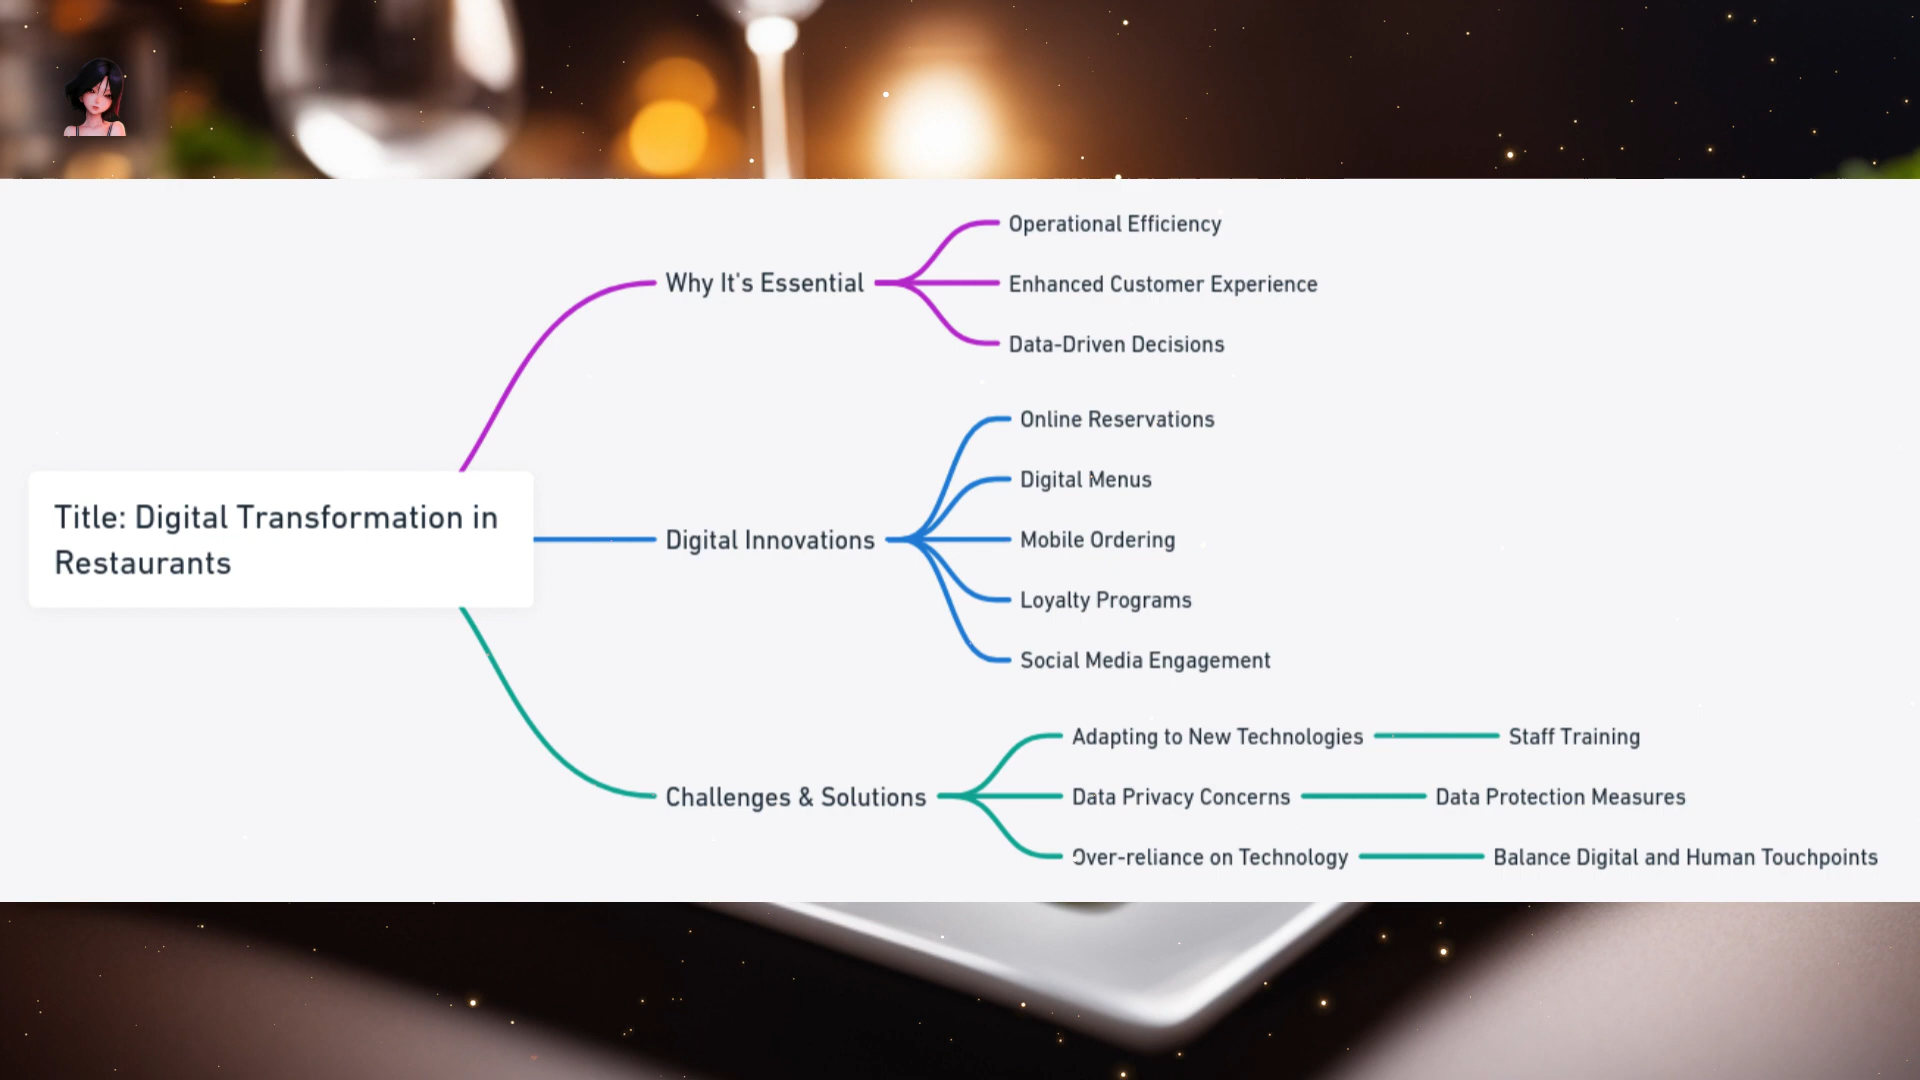 Operational Efficiency
Why It's Essential
Enhanced Customer Experience
Data-Driven Decisions
Online Reservations
Digital Menus
Title: Digital Transformation in
Restaurants
Digital Innovations
Mobile Ordering
Loyalty Programs
Social Media Engagement
Adapting to New Technologies
Staff Training
Challenges & Solutions
Data Privacy Concerns
Data Protection Measures
Over-reliance on Technology
Balance Digital and Human Touchpoints